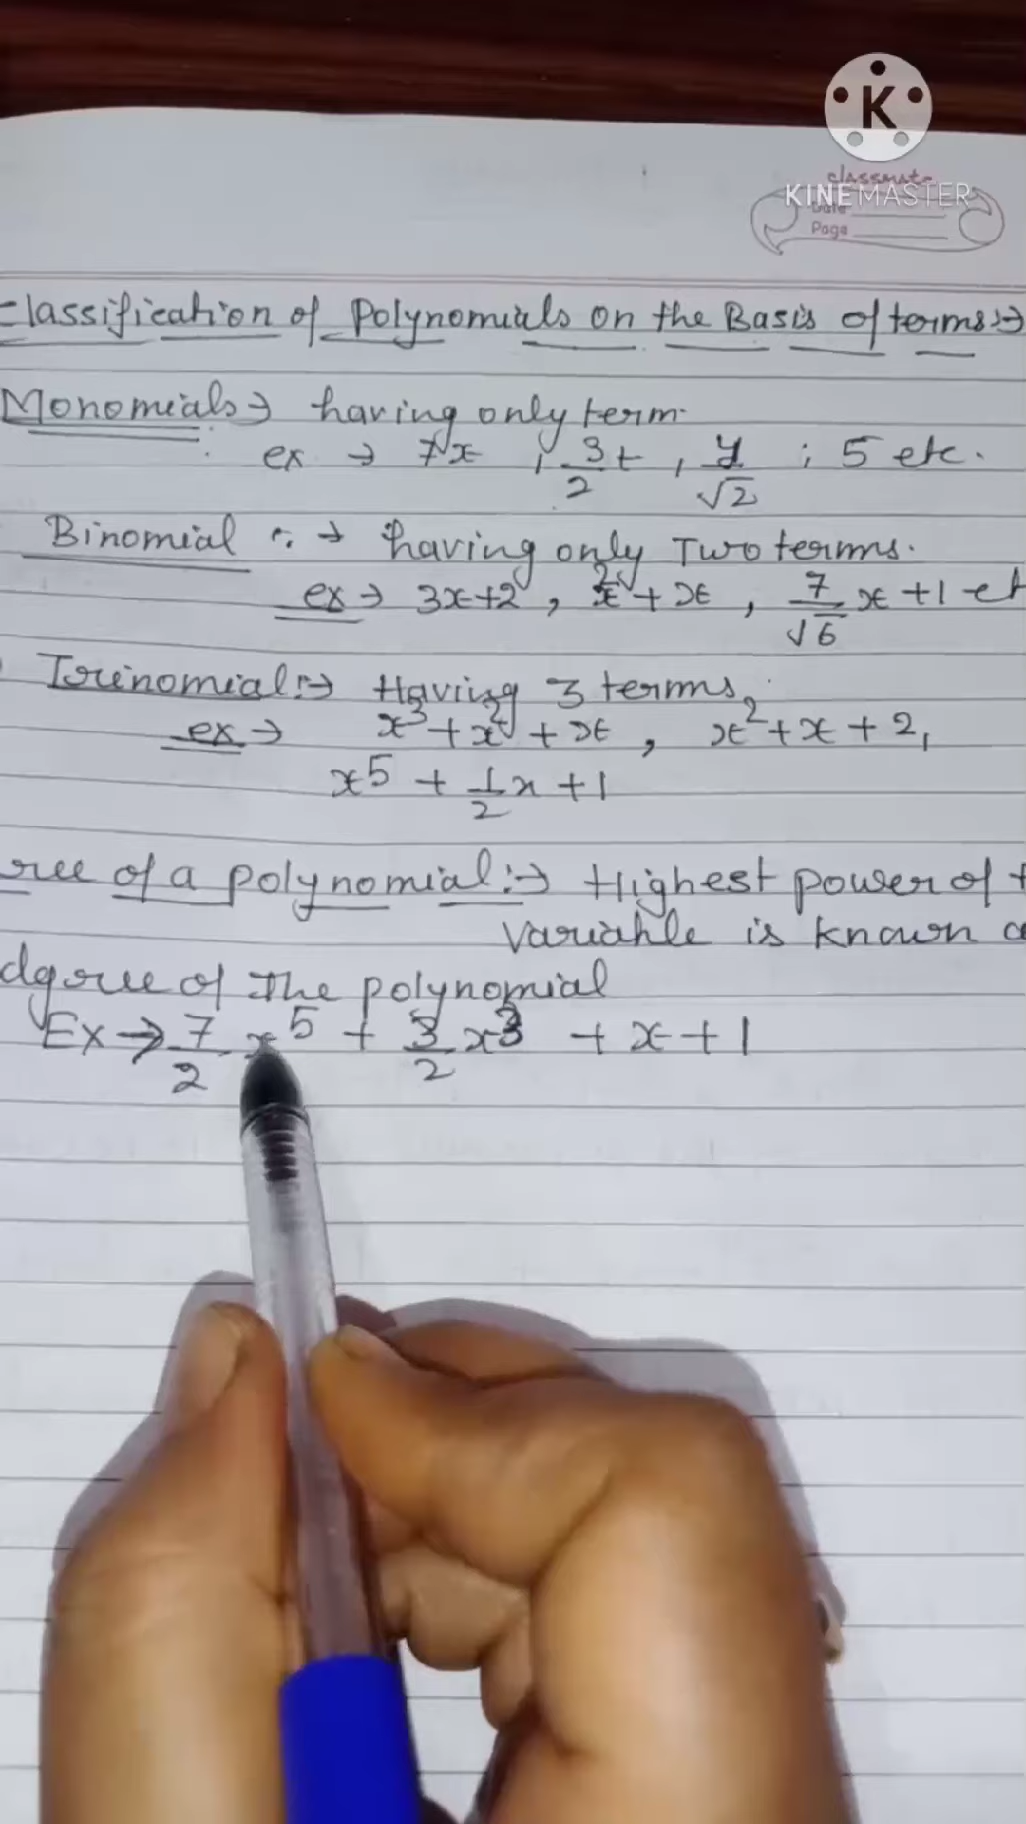 K
classmate
KINEMASTER
Date
Page
Classification of Polynomials on the Basis of terms:→
Monomials → having only term.
ex → 7x , 3/2 t , y/√2 ; 5 etc.
Binomial :→ having only Two terms.
ex → 3x+2 , x²+x , 7/√6 x+1 et
Trinomial:→ Having 3 terms.
ex → x³+x²+x , x²+x+2,
x⁵ + 1/2 x +1
ree of a polynomial:→ Highest power of t
variable is known a
dgree of The polynomial
Ex → 7/2 x⁵ + 3/2 x³ + x + 1